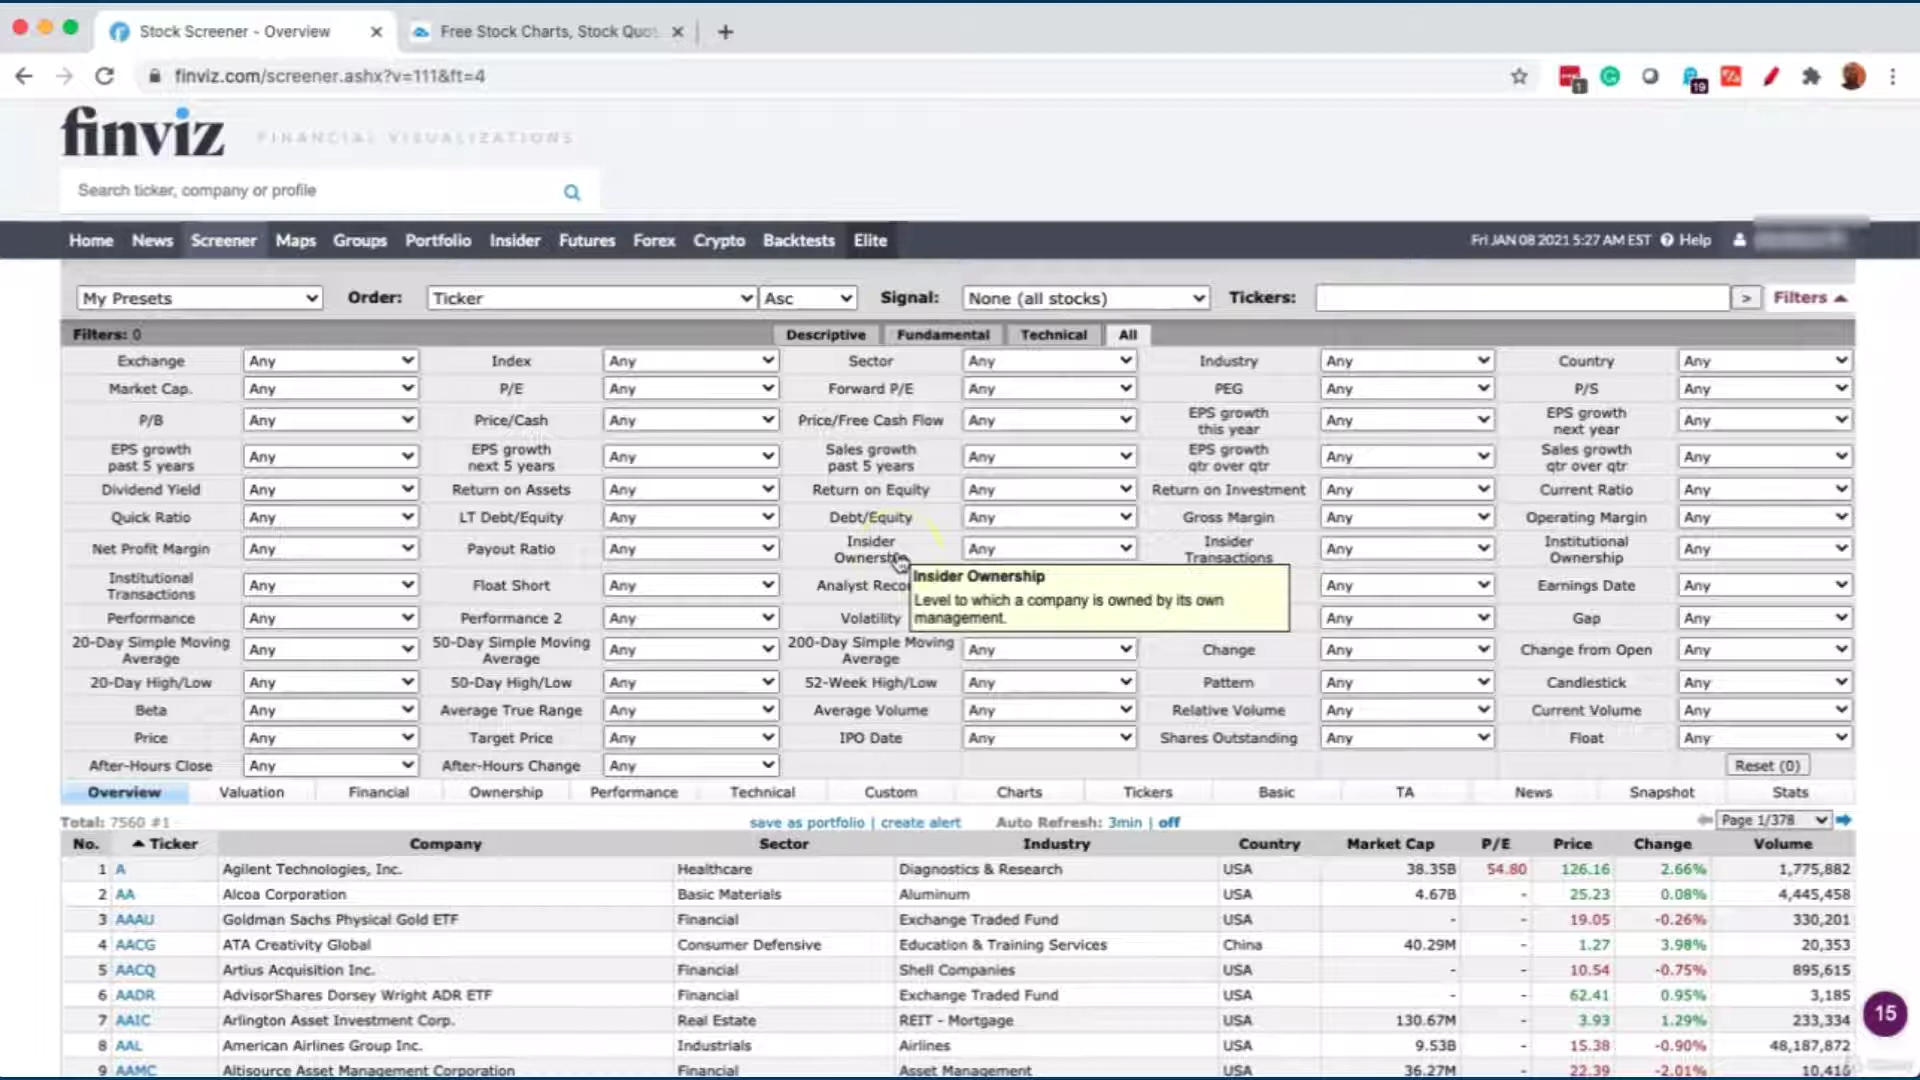 Stock Screener - Overview
Free Stock Charts, Stock Quot
finviz.com/screener.ashx?v=111&ft=4
1
19
finviz FINANCIAL VISUALIZATIONS
Search ticker, company or profile
Home News Screener Maps Groups Portfolio Insider Futures Forex Crypto Backtests Elite Fri JAN 08 2021 5:27 AM EST Help
My Presets Order: Ticker Asc Signal: None (all stocks) Tickers: > Filters
Filters: 0 Descriptive Fundamental Technical All
Exchange Any Index Any Sector Any Industry Any Country Any
Market Cap. Any P/E Any Forward P/E Any PEG Any P/S Any
P/B Any Price/Cash Any Price/Free Cash Flow Any EPS growth this year Any EPS growth next year Any
EPS growth past 5 years Any EPS growth next 5 years Any Sales growth past 5 years Any EPS growth qtr over qtr Any Sales growth qtr over qtr Any
Dividend Yield Any Return on Assets Any Return on Equity Any Return on Investment Any Current Ratio Any
Quick Ratio Any LT Debt/Equity Any Debt/Equity Any Gross Margin Any Operating Margin Any
Net Profit Margin Any Payout Ratio Any Insider Ownership Any Insider Transactions Any Institutional Ownership Any
Institutional Transactions Any Float Short Any Analyst Reco Any Earnings Date Any
Insider Ownership
Level to which a company is owned by its own
management.
Performance Any Performance 2 Any Volatility Any Gap Any
20-Day Simple Moving Average Any 50-Day Simple Moving Average Any 200-Day Simple Moving Average Any Change Any Change from Open Any
20-Day High/Low Any 50-Day High/Low Any 52-Week High/Low Any Pattern Any Candlestick Any
Beta Any Average True Range Any Average Volume Any Relative Volume Any Current Volume Any
Price Any Target Price Any IPO Date Any Shares Outstanding Any Float Any
After-Hours Close Any After-Hours Change Any Reset (0)
Overview Valuation Financial Ownership Performance Technical Custom Charts Tickers Basic TA News Snapshot Stats
Total: 7560 #1 save as portfolio | create alert Auto Refresh: 3min | off Page 1/378
No. Ticker Company Sector Industry Country Market Cap P/E Price Change Volume
1 A Agilent Technologies, Inc. Healthcare Diagnostics & Research USA 38.35B 54.80 126.16 2.66% 1,775,882
2 AA Alcoa Corporation Basic Materials Aluminum USA 4.67B - 25.23 0.08% 4,445,458
3 AAAU Goldman Sachs Physical Gold ETF Financial Exchange Traded Fund USA - - 19.05 -0.26% 330,201
4 AACG ATA Creativity Global Consumer Defensive Education & Training Services China 40.29M - 1.27 3.98% 20,353
5 AACQ Artius Acquisition Inc. Financial Shell Companies USA - - 10.54 -0.75% 895,615
6 AADR AdvisorShares Dorsey Wright ADR ETF Financial Exchange Traded Fund USA - - 62.41 0.95% 3,185
7 AAIC Arlington Asset Investment Corp. Real Estate REIT - Mortgage USA 130.67M - 3.93 1.29% 233,334
8 AAL American Airlines Group Inc. Industrials Airlines USA 9.53B - 15.38 -0.90% 48,187,872
9 AAMC Altisource Asset Management Corporation Financial Asset Management USA 36.27M - 22.39 -2.01% 10,416
15